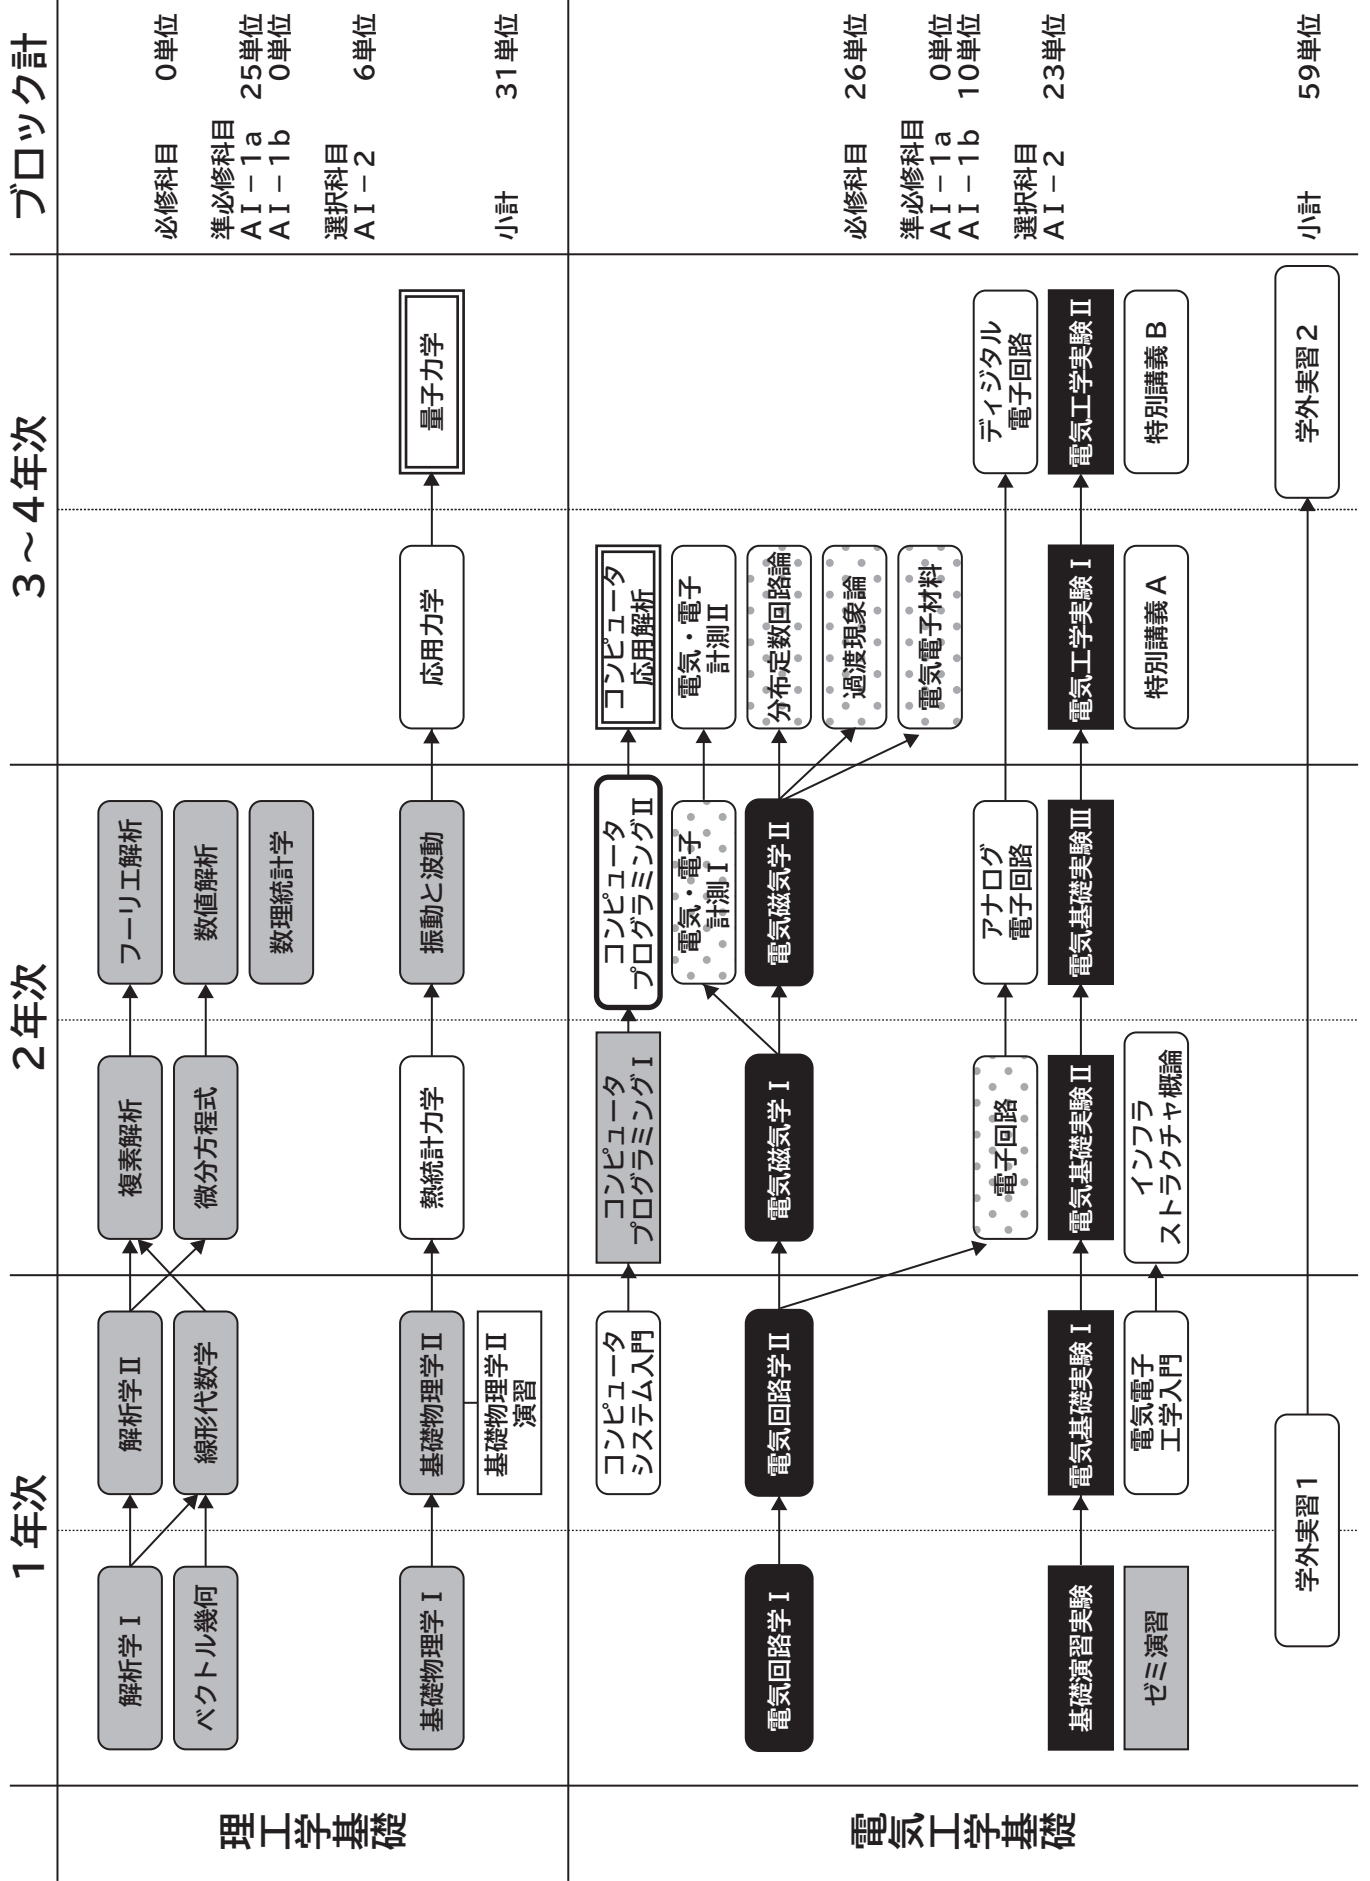 1年次
2年次
3～4年次
ブロック計
理工学基礎
解析学Ⅰ
解析学Ⅱ
複素解析
フーリエ解析
ベクトル幾何
線形代数学
微分方程式
数値解析
数理統計学
基礎物理学Ⅰ
基礎物理学Ⅱ
熱統計力学
振動と波動
応用力学
量子力学
基礎物理学Ⅱ
演習
必修科目 0単位
準必修科目
AⅠ－1a 25単位
AⅠ－1b 0単位
選択科目
AⅠ－2 6単位
小計 31単位
電気工学基礎
コンピュータ
システム入門
コンピュータ
プログラミングⅠ
コンピュータ
プログラミングⅡ
コンピュータ
応用解析
電気・電子
計測Ⅰ
電気・電子
計測Ⅱ
電気回路学Ⅰ
電気回路学Ⅱ
電気磁気学Ⅰ
電気磁気学Ⅱ
分布定数回路論
過渡現象論
電気電子材料
電子回路
アナログ
電子回路
ディジタル
電子回路
基礎演習実験
電気基礎実験Ⅰ
電気基礎実験Ⅱ
電気基礎実験Ⅲ
電気工学実験Ⅰ
電気工学実験Ⅱ
ゼミ演習
電気電子
工学入門
インフラ
ストラクチャ概論
特別講義A
特別講義B
学外実習1
学外実習2
必修科目 26単位
準必修科目
AⅠ－1a 0単位
AⅠ－1b 10単位
選択科目
AⅠ－2 23単位
小計 59単位